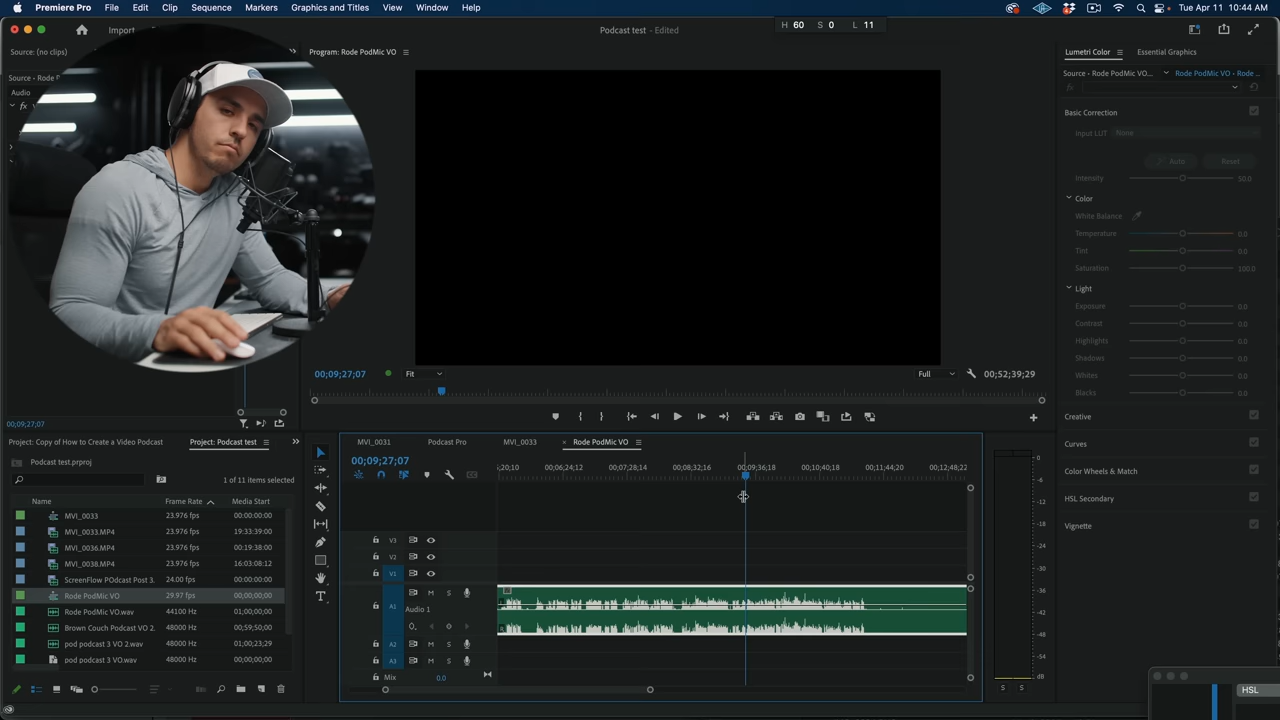 Premiere Pro File Edit Clip Sequence Markers Graphics and Titles View Window Help Tue Apr 11 10:44 AM
H 60 S 0 L 11
Import
Podcast test - Edited
Source: (no clips)
Program: Rode PodMic VO
Lumetri Color
Essential Graphics
Source - Rode P
Audio
fx
Source - Rode PodMic VO...
Rode PodMic VO - Rode ...
fx
Basic Correction
Input LUT None
Auto Reset
Intensity 50.0
Color
White Balance
Temperature 0.0
Tint 0.0
Saturation 100.0
Light
Exposure 0.0
Contrast 0.0
Highlights 0.0
Shadows 0.0
Whites 0.0
Blacks 0.0
Creative
Curves
Color Wheels & Match
HSL Secondary
Vignette
00;09;27;07 Fit Full 00;52;39;29
00;09;27;07
Project: Copy of How to Create a Video Podcast
Project: Podcast test
Podcast test.prproj
1 of 11 items selected
Name Frame Rate Media Start
MVI_0033 23.976 fps 00:00:00:00
MVI_0033.MP4 23.976 fps 19:33:39:00
MVI_0036.MP4 23.976 fps 00:19:38:00
MVI_0038.MP4 23.976 fps 16:03:08:12
ScreenFlow POdcast Post 3. 24.00 fps 00:00:00:00
Rode PodMic VO 29.97 fps 00;00;00;00
Rode PodMic VO.wav 44100 Hz 01;00;00;00
Brown Couch Podcast VO 2. 48000 Hz 00;59;50;00
pod podcast 3 VO 2.wav 48000 Hz 01;00;23;29
pod podcast 3 VO.wav 48000 Hz 00;00;00;00
MVI_0031
Podcast Pro
MVI_0033
Rode PodMic VO
00;09;27;07
;20;10 00;06;24;12 00;07;28;14 00;08;32;16 00;09;36;18 00;10;40;18 00;11;44;20 00;12;48;22
V3
V2
V1
A1 M S
Audio 1
A2 M S
A3 M S
Mix 0.0
0
-6
-12
-18
-24
-30
-36
-42
-48
-54
dB
S S
HSL